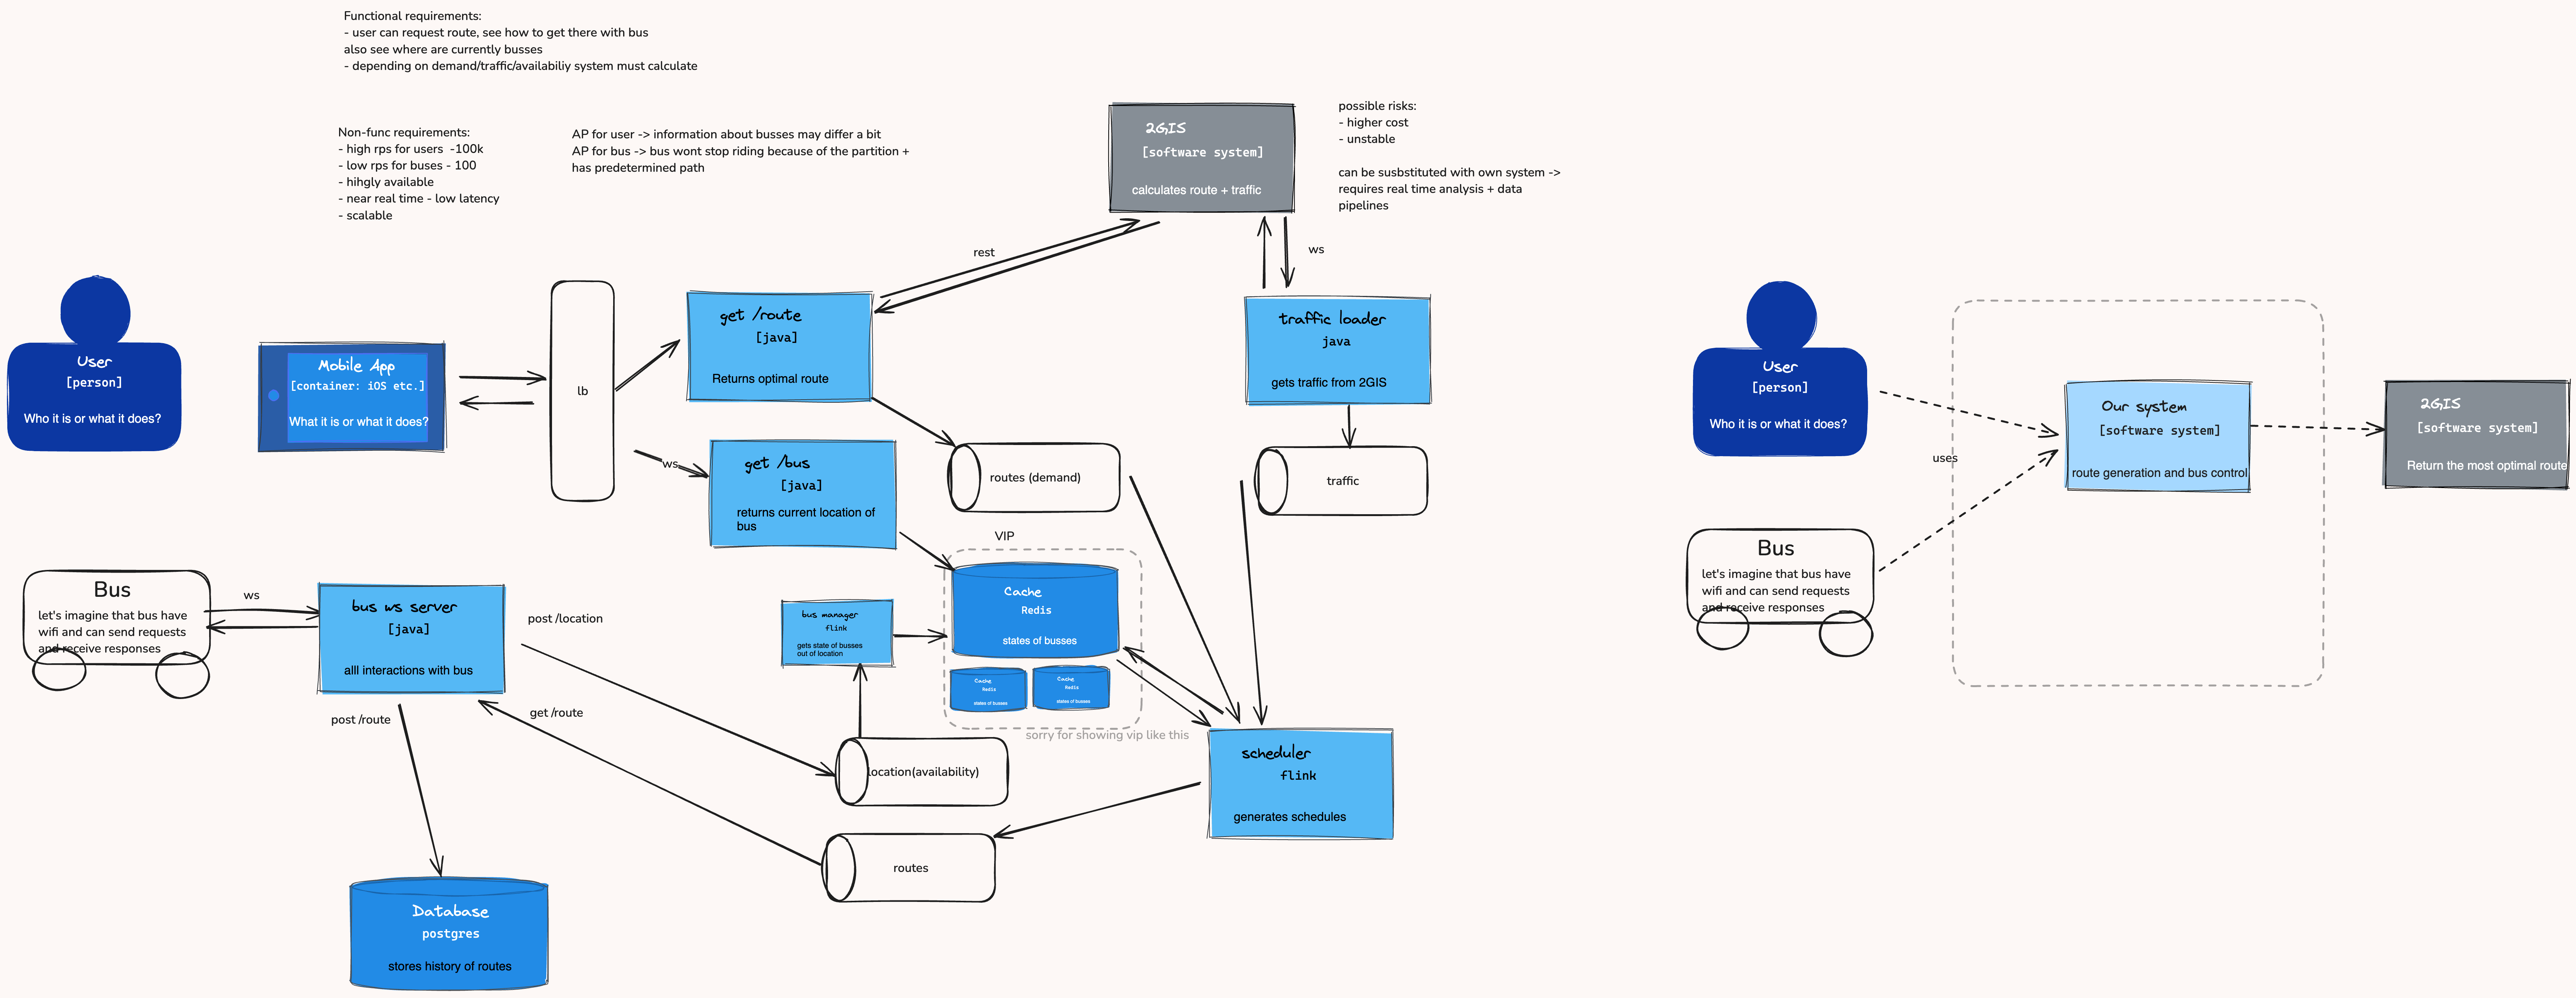 Functional requirements:
- user can request route, see how to get there with bus
also see where are currently busses
- depending on demand/traffic/availabiliy system must calculate
Non-func requirements:
- high rps for users  -100k
- low rps for buses - 100
- hihgly available
- near real time - low latency
- scalable
AP for user -> information about busses may differ a bit
AP for bus -> bus wont stop riding because of the partition +
has predetermined path
2GIS
[software system]
calculates route + traffic
possible risks:
- higher cost
- unstable
can be susbstituted with own system ->
requires real time analysis + data
pipelines
rest
ws
User
[person]
Who it is or what it does?
Mobile App
[container: iOS etc.]
What it is or what it does?
lb
get /route
[java]
Returns optimal route
traffic loader
java
gets traffic from 2GIS
ws
get /bus
[java]
returns current location of
bus
routes (demand)
traffic
VIP
Cache
Redis
states of busses
Cache
Redis
states of busses
Cache
Redis
states of busses
sorry for showing vip like this
bus manager
flink
gets state of busses
out of location
Bus
let's imagine that bus have
wifi and can send requests
and receive responses
ws
bus ws server
[java]
alll interactions with bus
post /location
post /route
get /route
location(availability)
scheduler
flink
generates schedules
routes
Database
postgres
stores history of routes
User
[person]
Who it is or what it does?
uses
Our system
[software system]
route generation and bus control
2GIS
[software system]
Return the most optimal route
Bus
let's imagine that bus have
wifi and can send requests
and receive responses